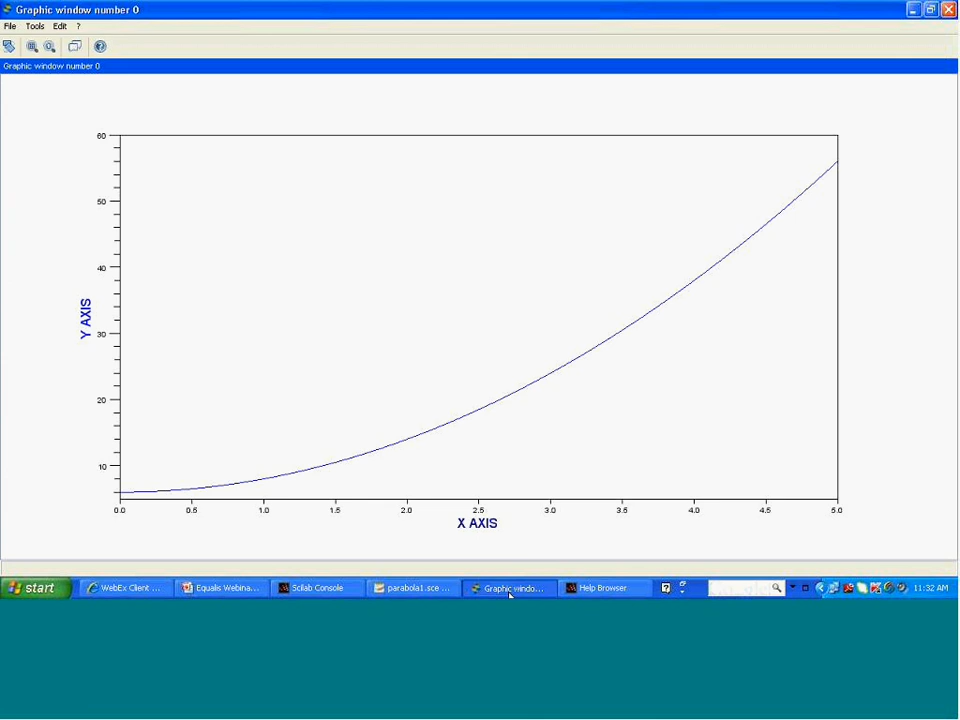 Graphic window number 0
File Tools Edit ?
Graphic window number 0
60
50
40
30
20
10
Y AXIS
0.0 0.5 1.0 1.5 2.0 2.5 3.0 3.5 4.0 4.5 5.0
X AXIS
start WebEx Client ... Equalis Webina... Scilab Console parabola1.sce ... Graphic windo... Help Browser ? 11:32 AM